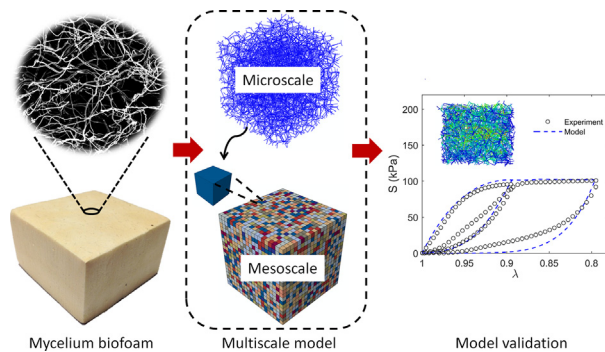 Microscale
Mesoscale
Mycelium biofoam
Multiscale model
Model validation
S (kPa)
200
150
100
50
0
1
0.95
0.9
0.85
0.8
λ
Experiment
Model